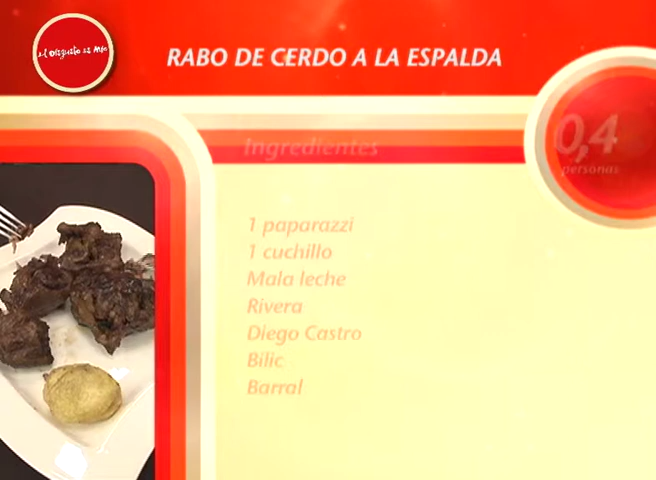 el Disgusto es Mío
RABO DE CERDO A LA ESPALDA
Ingredientes
0,4
personas
1 paparazzi
1 cuchillo
Mala leche
Rivera
Diego Castro
Bilic
Barral